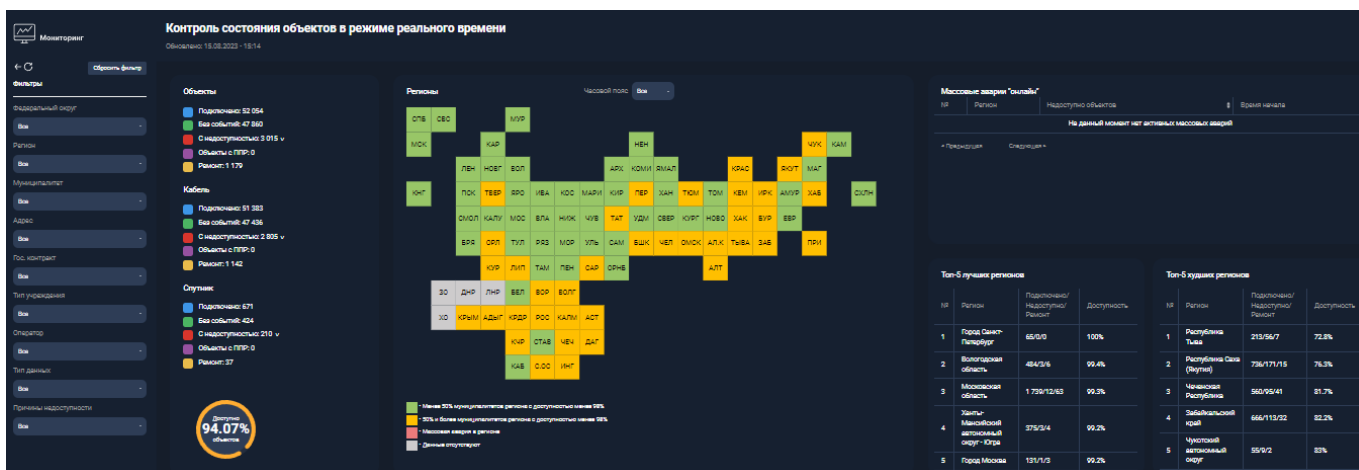 Мониторинг
Контроль состояния объектов в режиме реального времени
Обновлено: 15.08.2023 - 15:14
Сбросить фильтр
Фильтры
Федеральный округ
Все
Регион
Все
Муниципалитет
Все
Адрес
Все
Гос. контракт
Все
Тип учреждения
Все
Оператор
Все
Тип данных
Все
Причины недоступности
Все
Объекты
Подключено: 52 054
Без событий: 47 860
С недоступностью: 3 015
Объекты с ППР: 0
Ремонт: 1 179
Кабель
Подключено: 51 383
Без событий: 47 436
С недоступностью: 2 805
Объекты с ППР: 0
Ремонт: 1 142
Спутник
Подключено: 671
Без событий: 424
С недоступностью: 210
Объекты с ППР: 0
Ремонт: 37
Доступно
94.07%
объектов
Регионы
Часовой пояс Все
СПБ СЕС МУР
МСК КАР НЕН ЧУК КАМ
ЛЕН НОВГ ВОЛ АРХ КОМИ ЯМАЛ КРАС ЯКУТ МАГ
КНГ ПСК ТВЕР ЯРО ИВА КОС МАРИ КИР ПЕР ХАН ТЮМ ТОМ КЕМ ИРК АМУР ХАБ СХЛН
СМОЛ КАЛУ МОС ВЛА НИЖ ЧУВ ТАТ УДМ СВЕР КУРГ НОВО ХАК БУР ЕВР
БРЯ ОРЛ ТУЛ РЯЗ МОР УЛЬ САМ БШК ЧЕЛ ОМСК АЛ.К ТЫВА ЗАБ ПРИ
КУР ЛИП ТАМ ПЕН САР ОРНБ АЛТ
ЗО ДНР ЛНР БЕЛ ВОР ВОЛГ
ХО КРЫМ АДЫГ КРДР РОС КАЛМ АСТ
КЧР СТАВ ЧЕЧ ДАГ
КАБ С.ОС ИНГ
- Менее 50% муниципалитетов региона с доступностью менее 98%
- 50% и более муниципалитетов региона с доступностью менее 98%
- Массовая авария в регионе
- Данные отсутствуют
Массовые аварии "онлайн"
№ Регион Недоступно объектов Время начала
На данный момент нет активных массовых аварий
« Предыдущая Следующая »
Топ-5 лучших регионов
№ Регион Подключено/ Недоступно/ Ремонт Доступность
1 Город Санкт-Петербург 65/0/0 100%
2 Вологодская область 484/3/6 99.4%
3 Московская область 1 739/12/63 99.3%
4 Ханты-Мансийский автономный округ - Югра 375/3/4 99.2%
5 Город Москва 131/1/3 99.2%
Топ-5 худших регионов
№ Регион Подключено/ Недоступно/ Ремонт Доступность
1 Республика Тыва 213/56/7 72.8%
2 Республика Саха (Якутия) 736/171/15 76.3%
3 Чеченская Республика 560/95/41 81.7%
4 Забайкальский край 666/113/32 82.2%
5 Чукотский автономный округ 55/9/2 83%